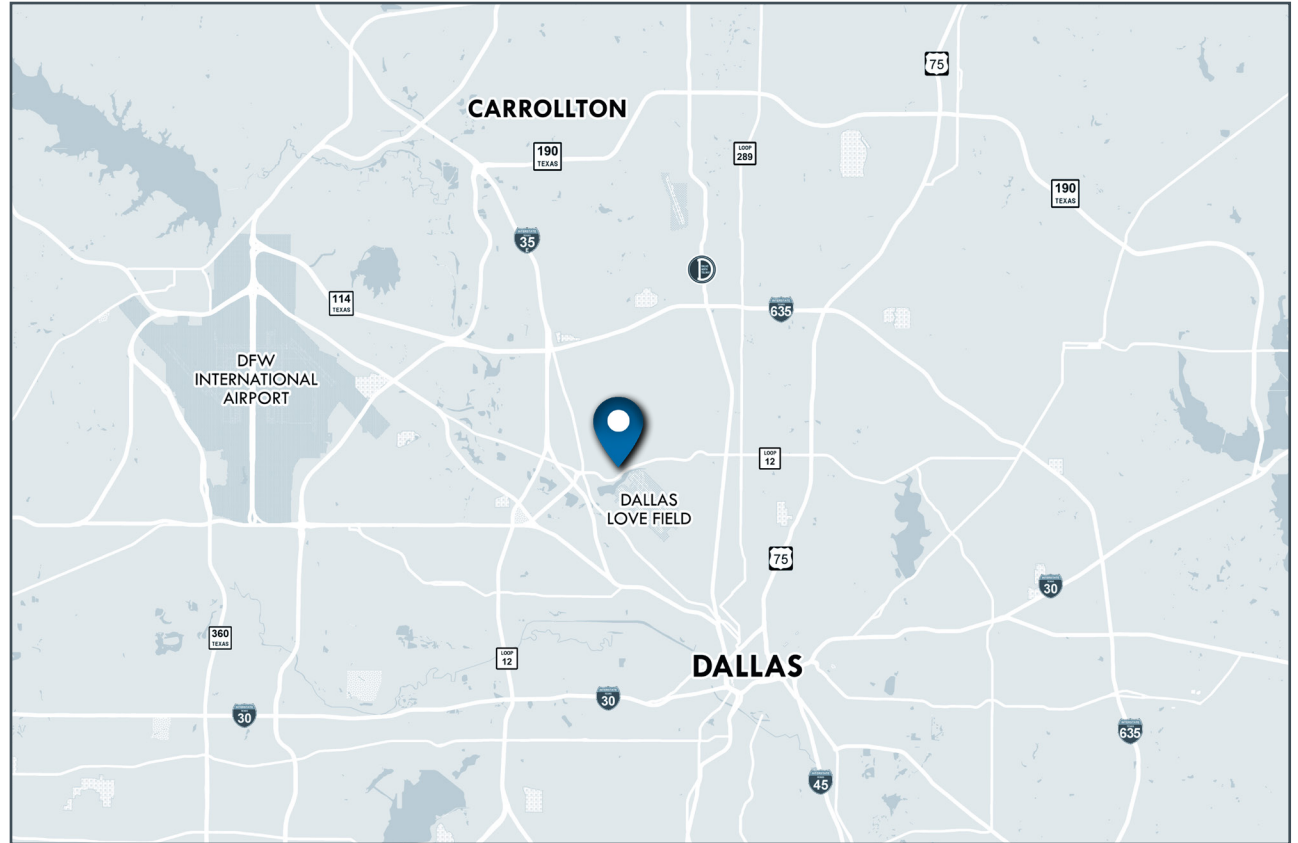 75
CARROLLTON
190
TEXAS
LOOP
289
190
TEXAS
35
D
114
TEXAS
635
DFW
INTERNATIONAL
AIRPORT
LOOP
12
DALLAS
LOVE FIELD
75
30
360
TEXAS
LOOP
12
DALLAS
30
30
635
45